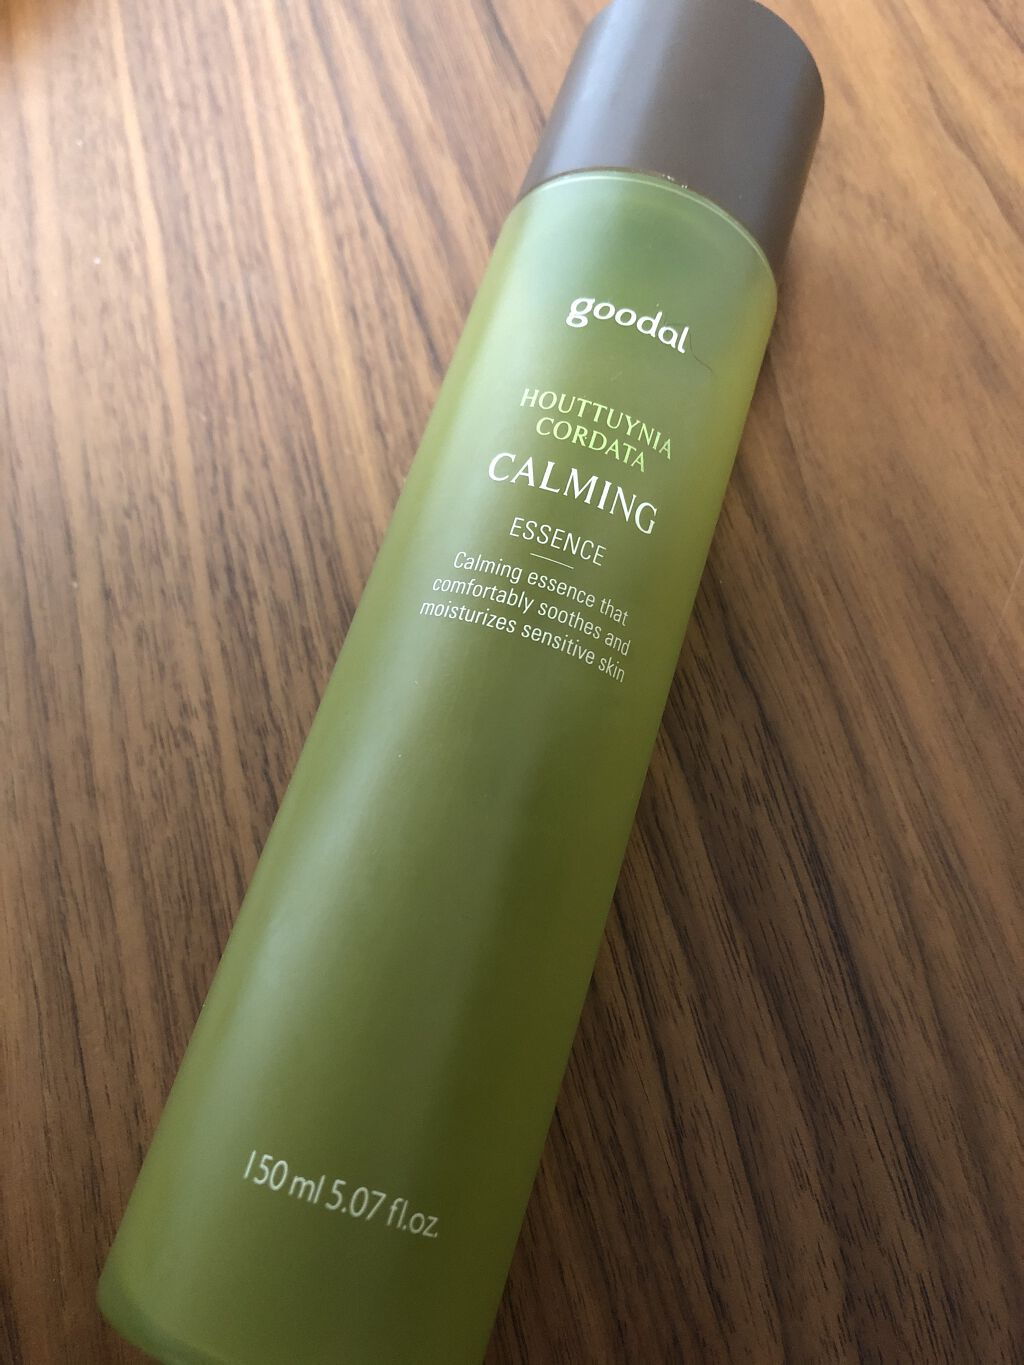 goodal
HOUTTUYNIA
CORDATA
CALMING
ESSENCE
Calming essence that
comfortably soothes and
moisturizes sensitive skin
150 ml 5.07 fl.oz.